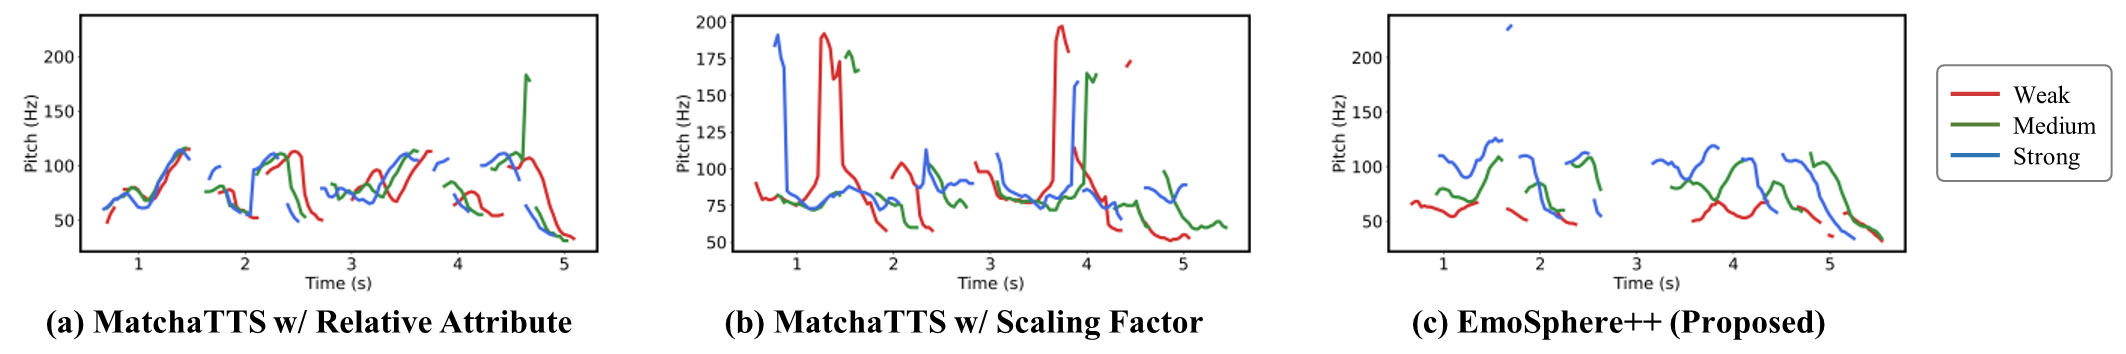 200
150
100
50
Pitch (Hz)
1 2 3 4 5
Time (s)
(a) MatchaTTS w/ Relative Attribute
200
175
150
125
100
75
50
Pitch (Hz)
1 2 3 4 5
Time (s)
(b) MatchaTTS w/ Scaling Factor
200
150
100
50
Pitch (Hz)
1 2 3 4 5
Time (s)
(c) EmoSphere++ (Proposed)
Weak
Medium
Strong